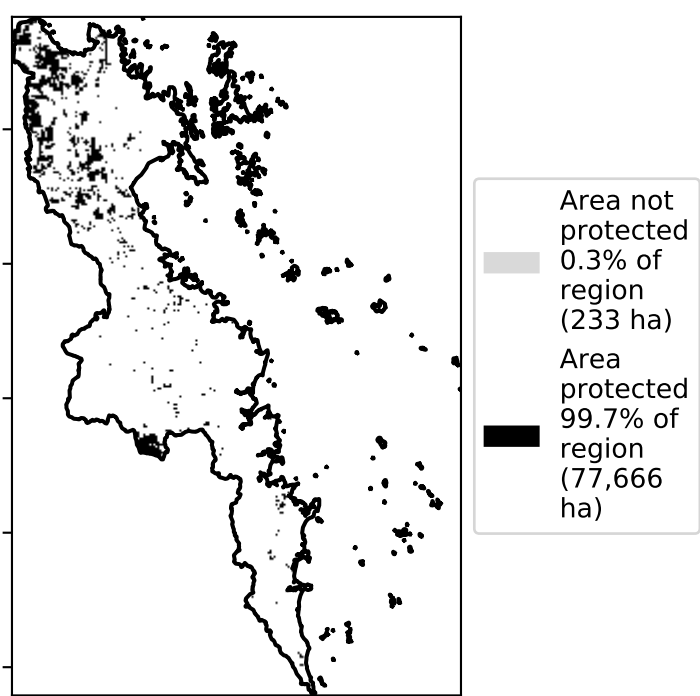 Area not
protected
0.3% of
region
(233 ha)
Area
protected
99.7% of
region
(77,666
ha)